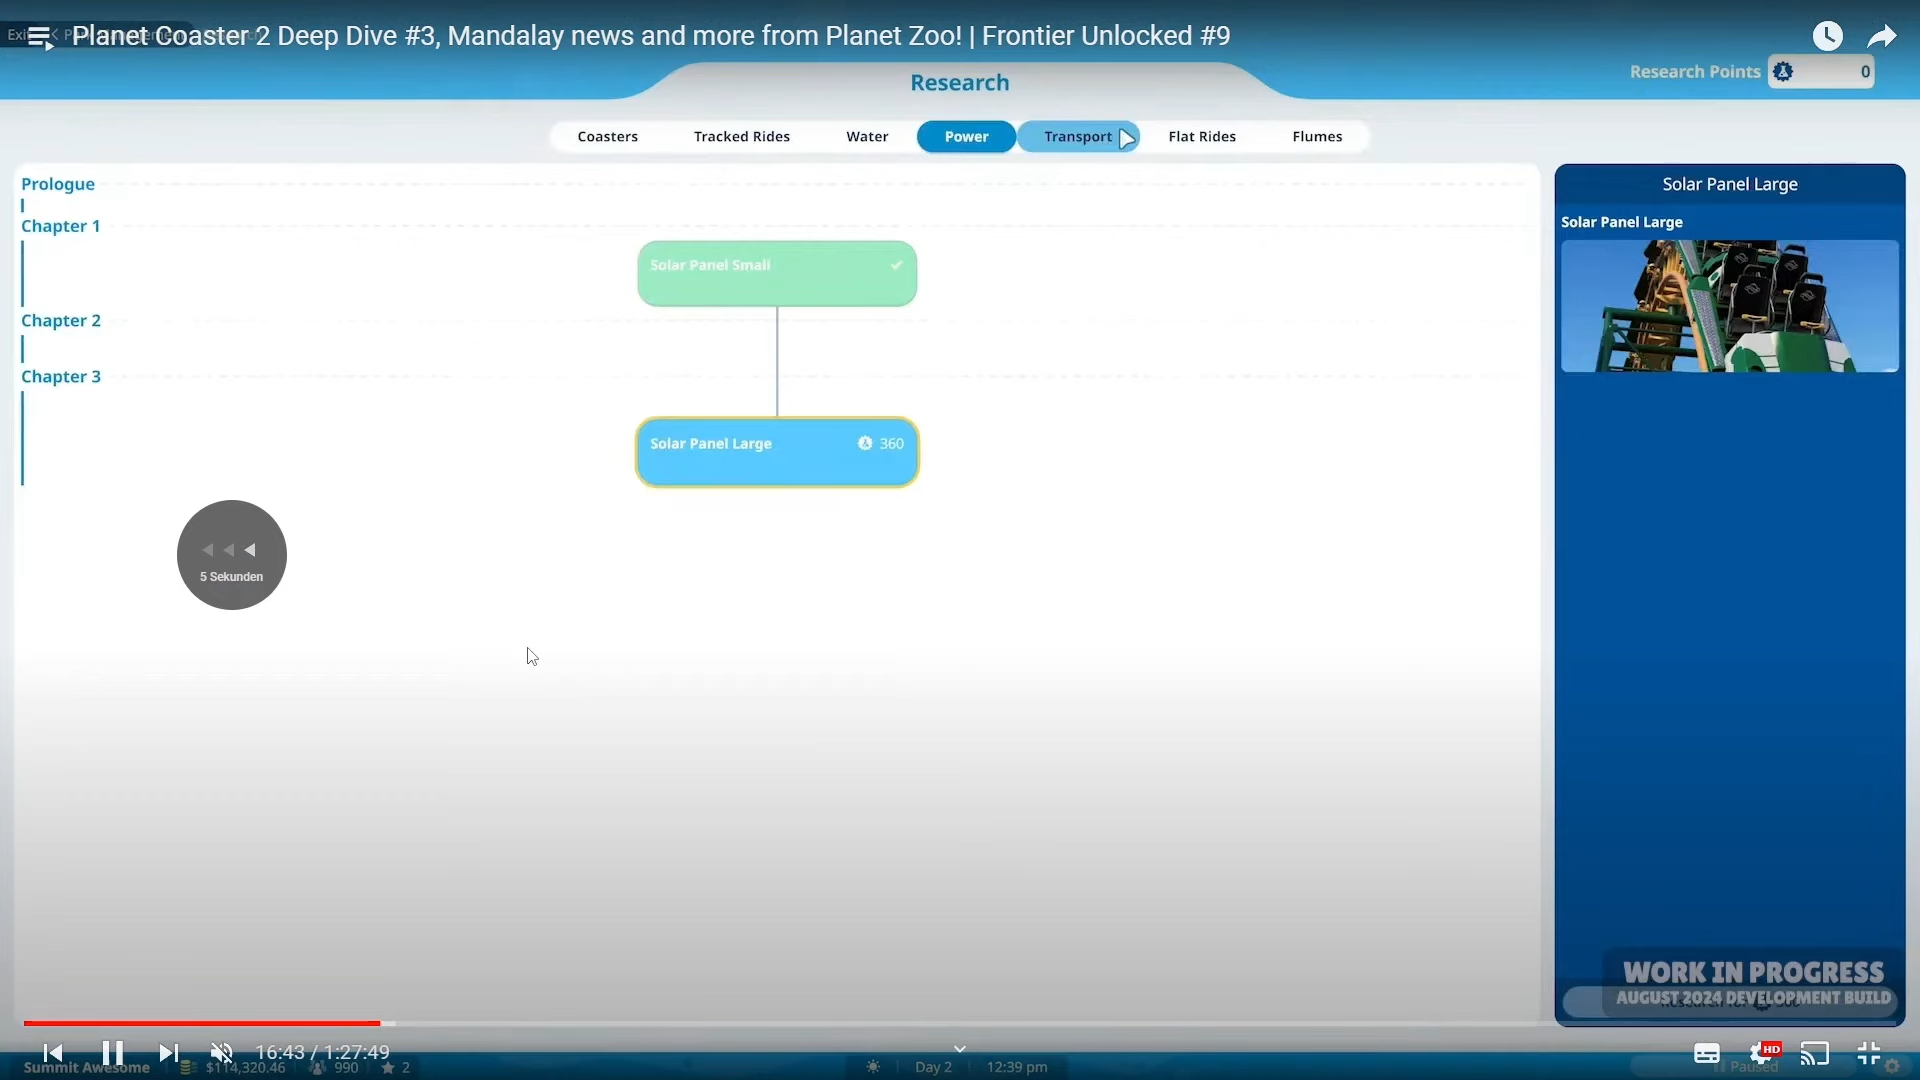 Planet Coaster 2 Deep Dive #3, Mandalay news and more from Planet Zoo! | Frontier Unlocked #9
Exit
Research
Research Points 0
Coasters Tracked Rides Water Power Transport Flat Rides Flumes
Prologue
Chapter 1
Solar Panel Small
Chapter 2
Chapter 3
Solar Panel Large 360
5 Sekunden
Solar Panel Large
Solar Panel Large
WORK IN PROGRESS
AUGUST 2024 DEVELOPMENT BUILD
16:43 / 1:27:49
HD
Summit Awesome $114,320.46 990 2 Day 2 12:39 pm Paused